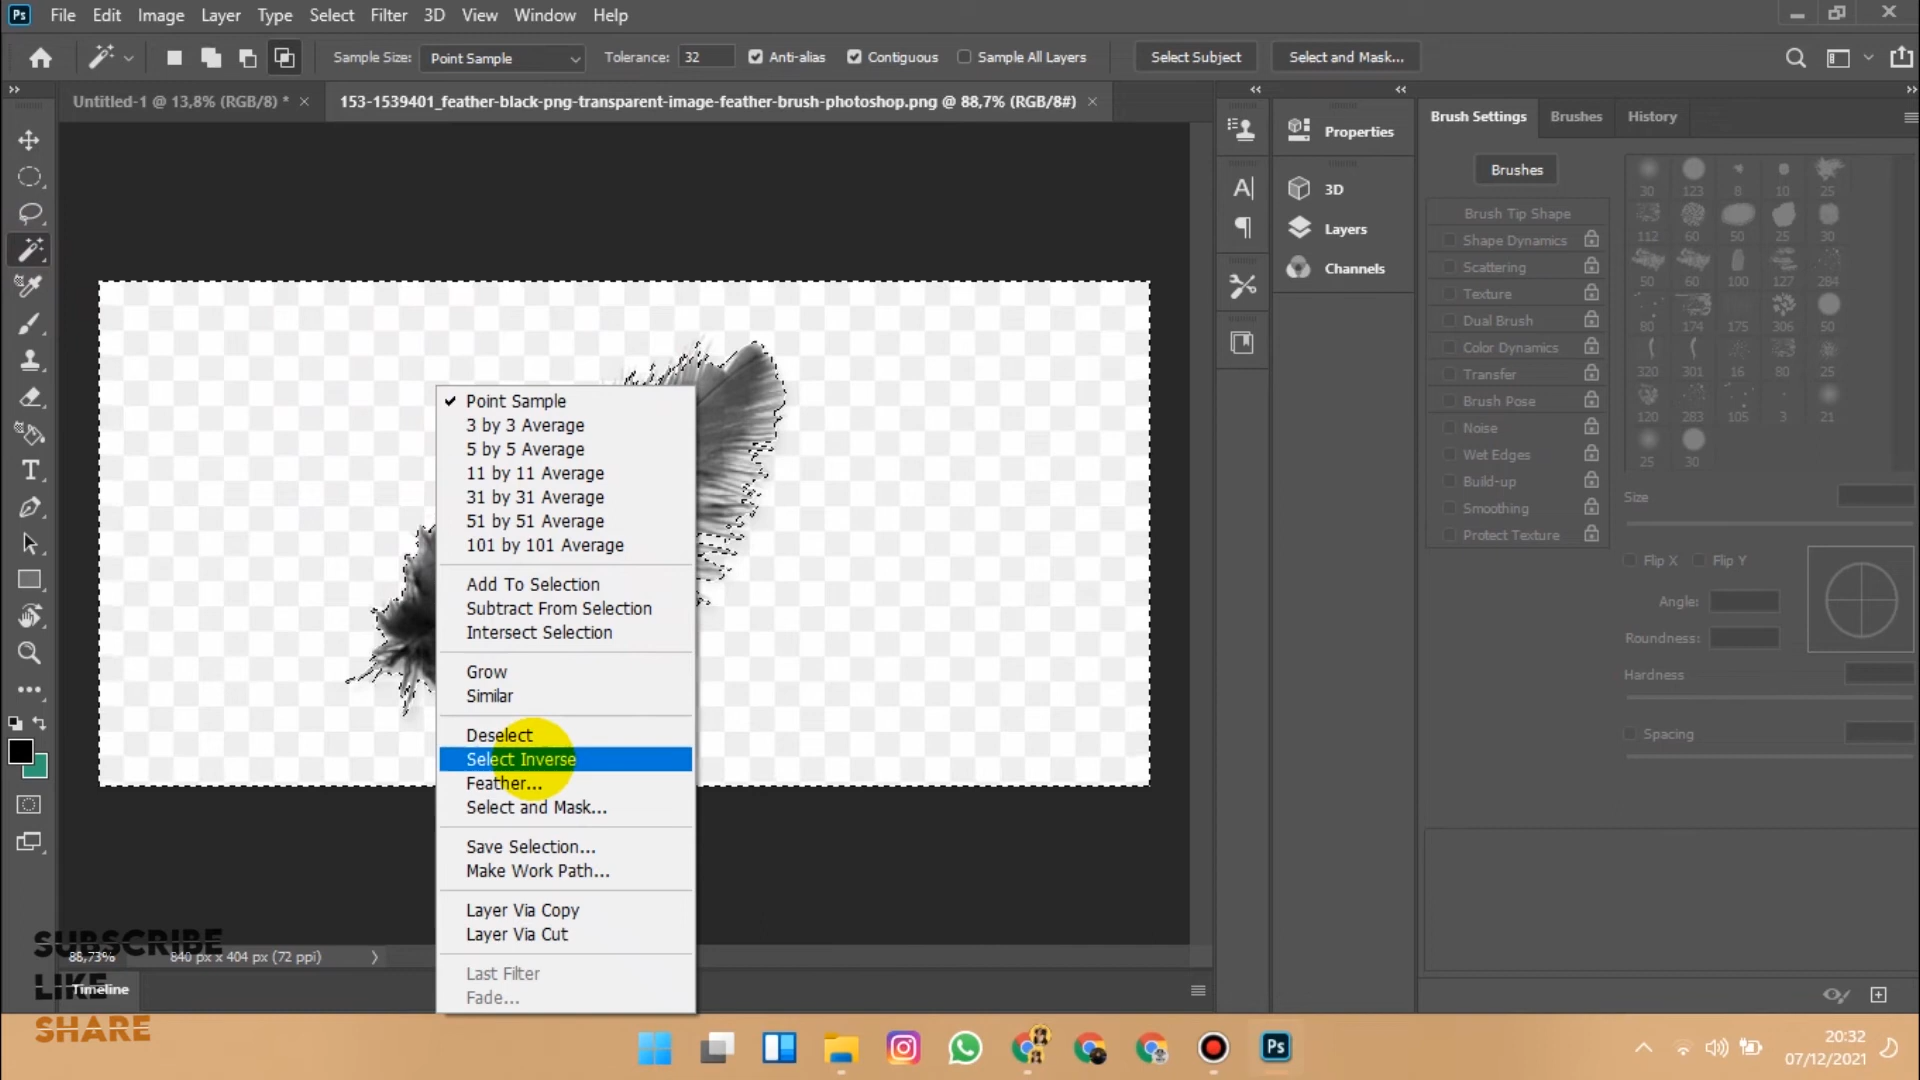 Ps File Edit Image Layer Type Select Filter 3D View Window Help
Sample Size: Point Sample Tolerance: 32 Anti-alias Contiguous Sample All Layers Select Subject Select and Mask...
Untitled-1 @ 13,8% (RGB/8) * × 153-1539401_feather-black-png-transparent-image-feather-brush-photoshop.png @ 88,7% (RGB/8#) ×
Properties
3D
Layers
Channels
Brush Settings Brushes History
Brushes
Brush Tip Shape
Shape Dynamics
Scattering
Texture
Dual Brush
Color Dynamics
Transfer
Brush Pose
Noise
Wet Edges
Build-up
Smoothing
Protect Texture
30 123 8 10 25
112 60 50 25 30
50 60 100 127 284
80 174 175 306 50
320 301 16 80 25
120 283 105 3 21
25 30
Size
Flip X Flip Y
Angle:
Roundness:
Hardness
Spacing
Point Sample
3 by 3 Average
5 by 5 Average
11 by 11 Average
31 by 31 Average
51 by 51 Average
101 by 101 Average
Add To Selection
Subtract From Selection
Intersect Selection
Grow
Similar
Deselect
Select Inverse
Feather...
Select and Mask...
Save Selection...
Make Work Path...
Layer Via Copy
Layer Via Cut
Last Filter
Fade...
SUBSCRIBE
88,73% 840 px x 404 px (72 ppi)
LIKE
Timeline
SHARE
Ps
20:32
07/12/2021